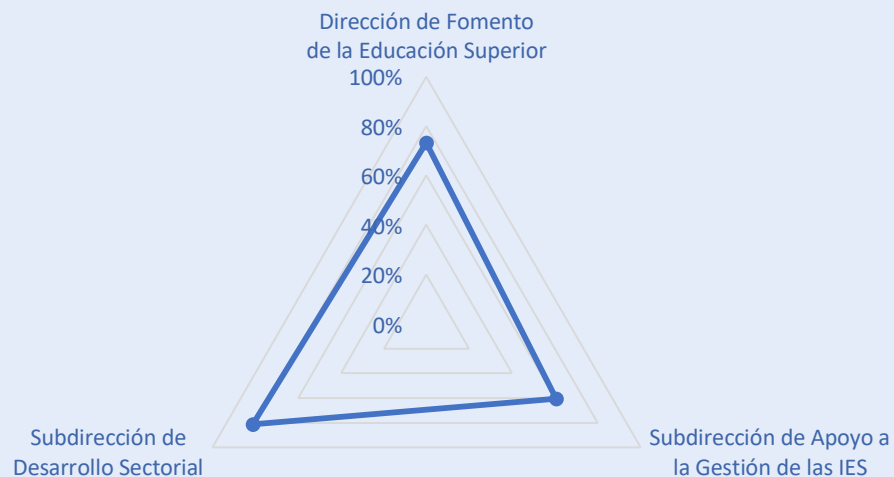 Dirección de Fomento
de la Educación Superior
100%
80%
60%
40%
20%
0%
Subdirección de
Desarrollo Sectorial
Subdirección de Apoyo a
la Gestión de las IES